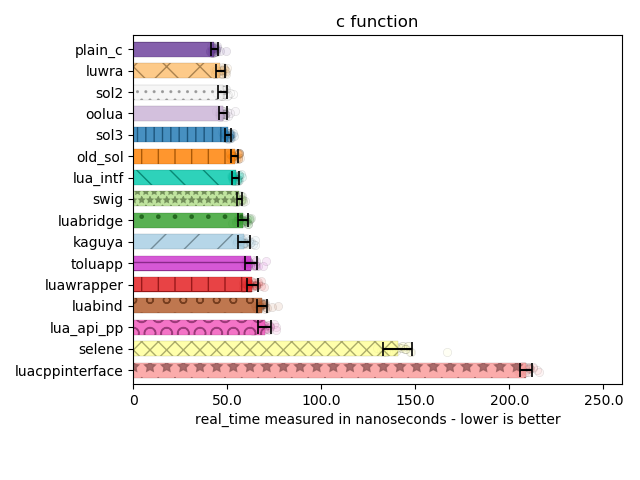 c function
plain_c
luwra
sol2
oolua
sol3
old_sol
lua_intf
swig
luabridge
kaguya
toluapp
luawrapper
luabind
lua_api_pp
selene
luacppinterface
0 50.0 100.0 150.0 200.0 250.0
real_time measured in nanoseconds - lower is better